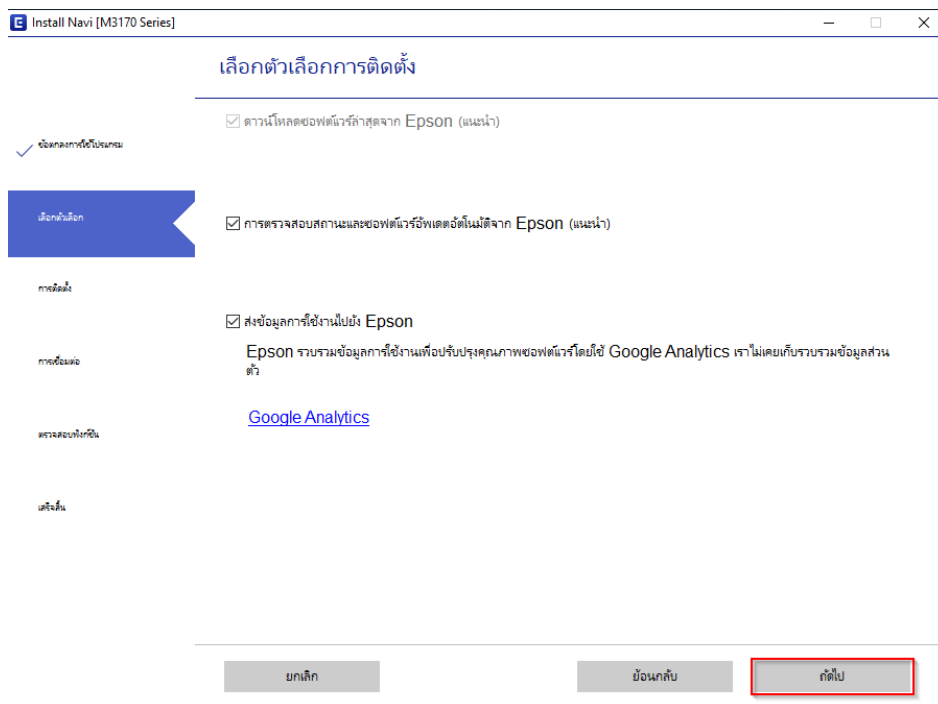 Install Navi [M3170 Series]
เลือกตัวเลือกการติดตั้ง
ดาวน์โหลดซอฟต์แวร์ล่าสุดจาก Epson (แนะนำ)
ข้อตกลงการใช้โปรแกรม
เลือกตัวเลือก
การตรวจสอบสถานะและซอฟต์แวร์อัพเดตอัตโนมัติจาก Epson (แนะนำ)
การติดตั้ง
ส่งข้อมูลการใช้งานไปยัง Epson
Epson รวบรวมข้อมูลการใช้งานเพื่อปรับปรุงคุณภาพซอฟต์แวร์โดยใช้ Google Analytics เราไม่เคยเก็บรวบรวมข้อมูลส่วน
ตัว
การเชื่อมต่อ
Google Analytics
ตรวจสอบฟังก์ชัน
เสร็จสิ้น
ยกเลิก
ย้อนกลับ
ถัดไป